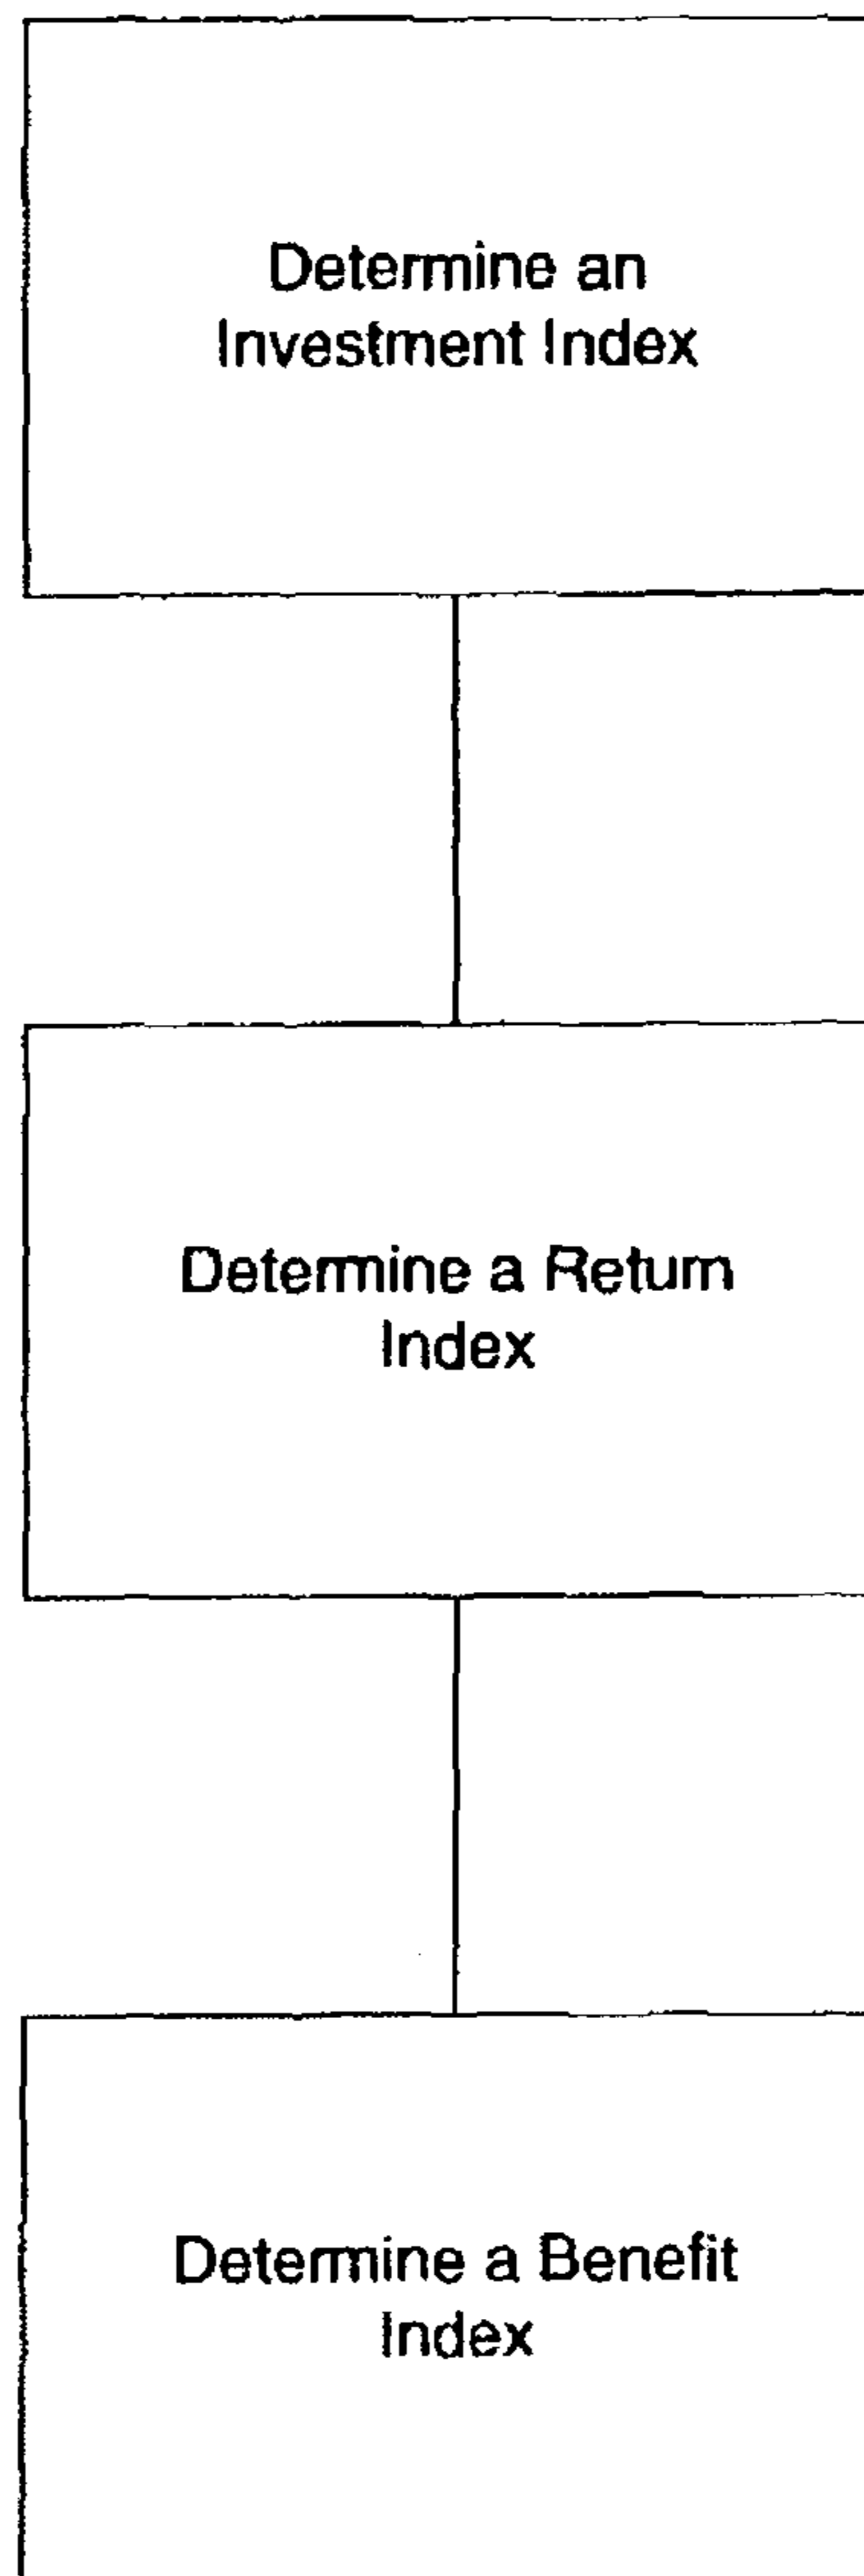 Determine an
Investment Index
Determine a Return
Index
Determine a Benefit
Index